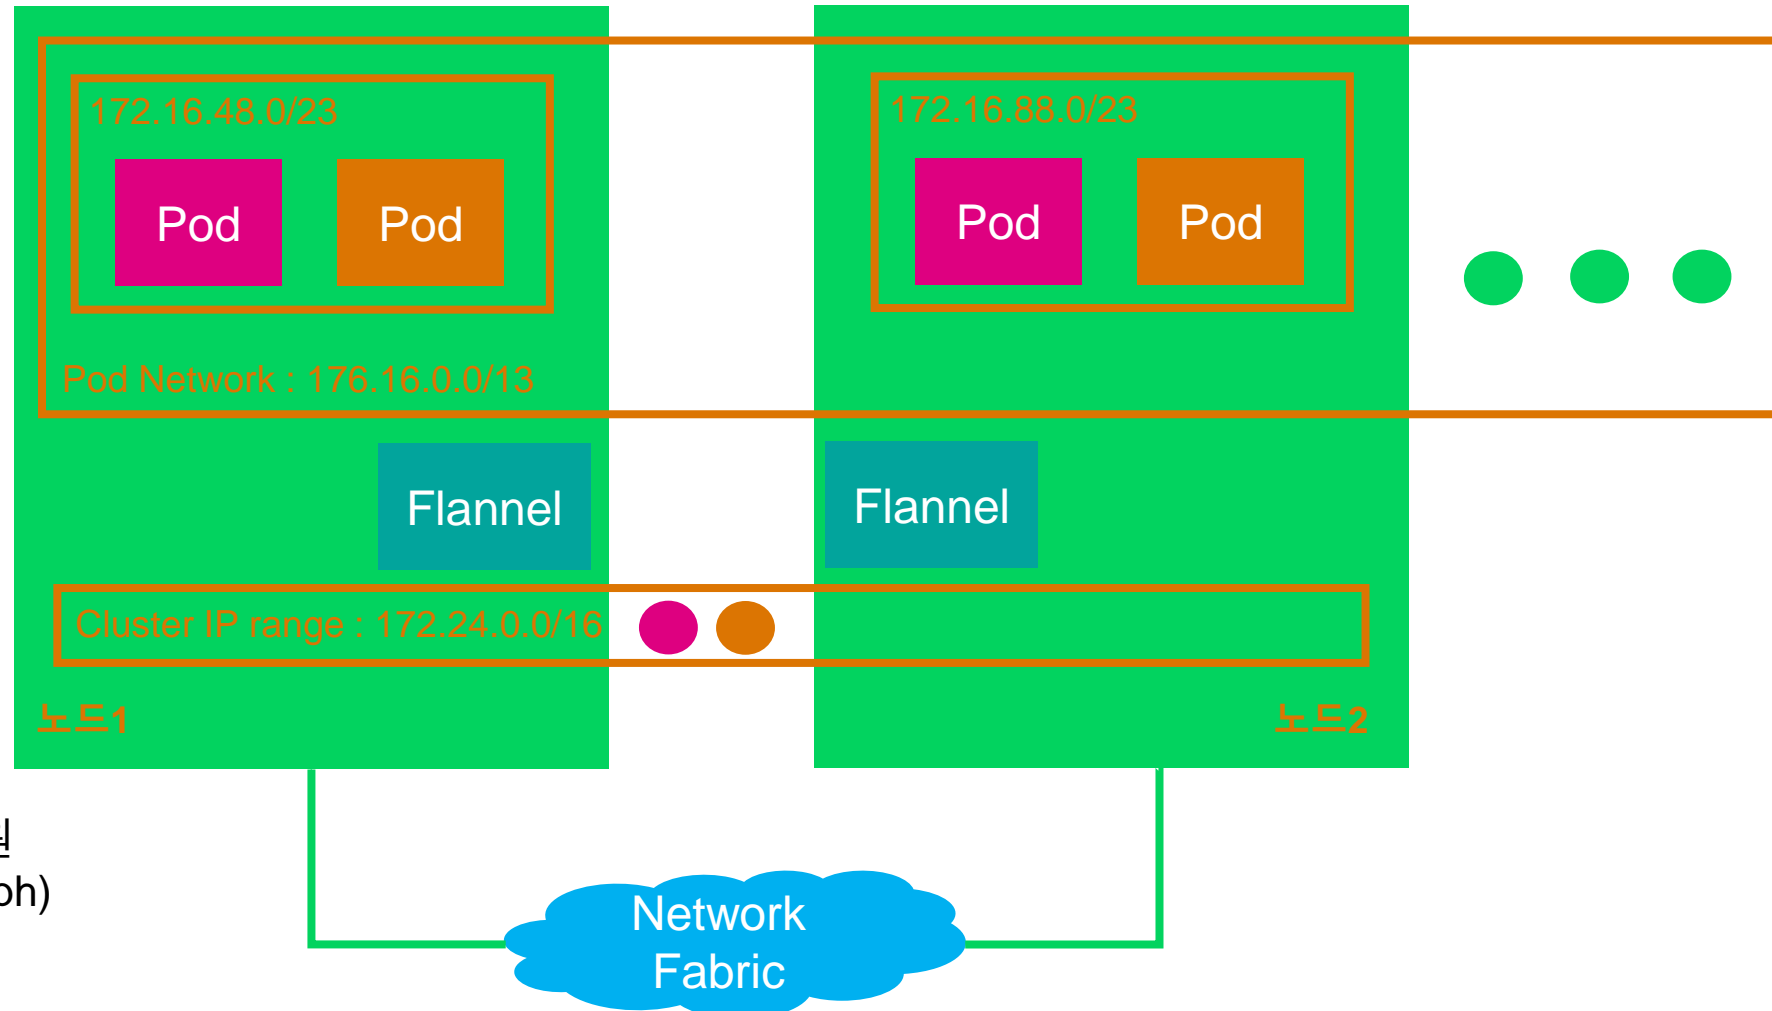 172.16.48.0/23
Pod
Pod
Pod Network : 176.16.0.0/13
Flannel
172.16.88.0/23
Pod
Pod
Flannel
Cluster IP range : 172.24.0.0/16
노드1
노드2
Network
Fabric